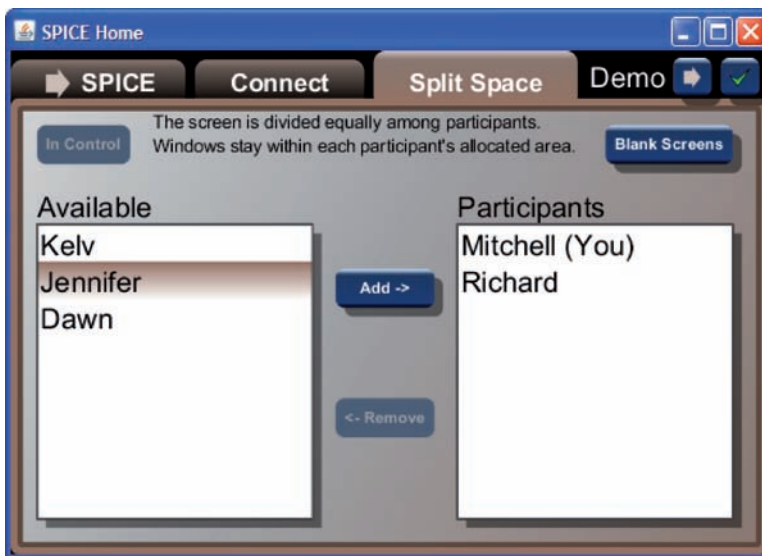 SPICE Home
SPICE
Connect
Split Space
Demo
In Control
The screen is divided equally among participants.
Windows stay within each participant's allocated area.
Blank Screens
Available
Kelv
Jennifer
Dawn
Add ->
<- Remove
Participants
Mitchell (You)
Richard